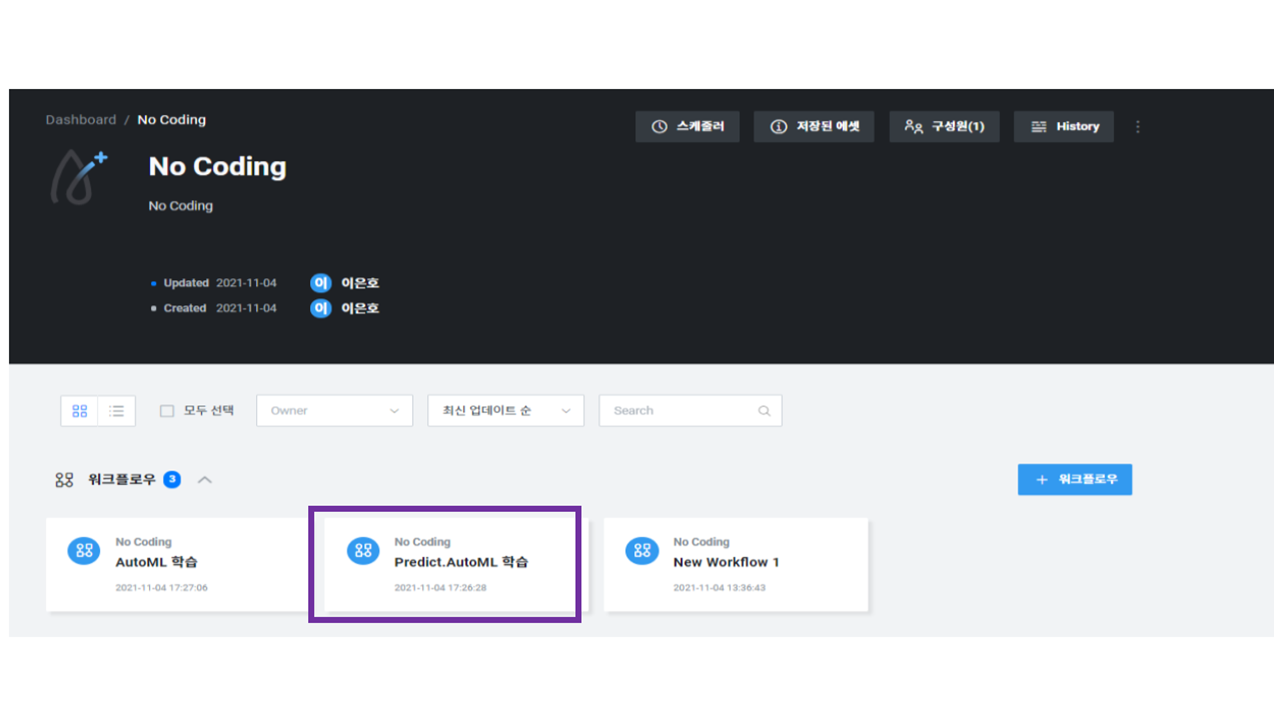 Dashboard / No Coding
스케줄러
저장된 에셋
구성원(1)
History
No Coding
No Coding
Updated 2021-11-04 이 이은호
Created 2021-11-04 이 이은호
모두 선택
Owner
최신 업데이트 순
Search
워크플로우 3
+ 워크플로우
No Coding
AutoML 학습
2021-11-04 17:27:06
No Coding
Predict.AutoML 학습
2021-11-04 17:26:28
No Coding
New Workflow 1
2021-11-04 13:36:43